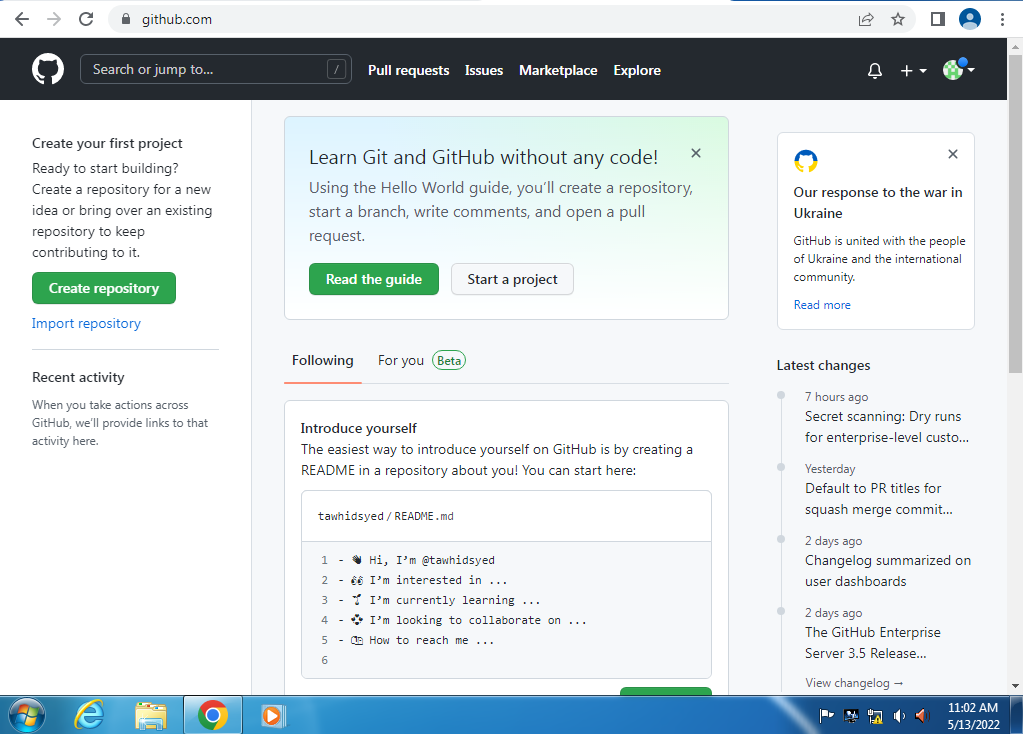 github.com
Search or jump to...
/
Pull requests
Issues
Marketplace
Explore
Create your first project
Ready to start building?
Create a repository for a new
idea or bring over an existing
repository to keep
contributing to it.
Create repository
Import repository
Recent activity
When you take actions across
GitHub, we'll provide links to that
activity here.
Learn Git and GitHub without any code!
Using the Hello World guide, you'll create a repository,
start a branch, write comments, and open a pull
request.
Read the guide
Start a project
Following
For you
Beta
Introduce yourself
The easiest way to introduce yourself on GitHub is by creating a
README in a repository about you! You can start here:
tawhidsyed / README.md
1 - 👋 Hi, I'm @tawhidsyed
2 - 👀 I'm interested in ...
3 - 🌱 I'm currently learning ...
4 - 💞️ I'm looking to collaborate on ...
5 - 📫 How to reach me ...
6
Our response to the war in
Ukraine
GitHub is united with the people
of Ukraine and the international
community.
Read more
Latest changes
7 hours ago
Secret scanning: Dry runs
for enterprise-level custo...
Yesterday
Default to PR titles for
squash merge commit...
2 days ago
Changelog summarized on
user dashboards
2 days ago
The GitHub Enterprise
Server 3.5 Release...
View changelog →
11:02 AM
5/13/2022